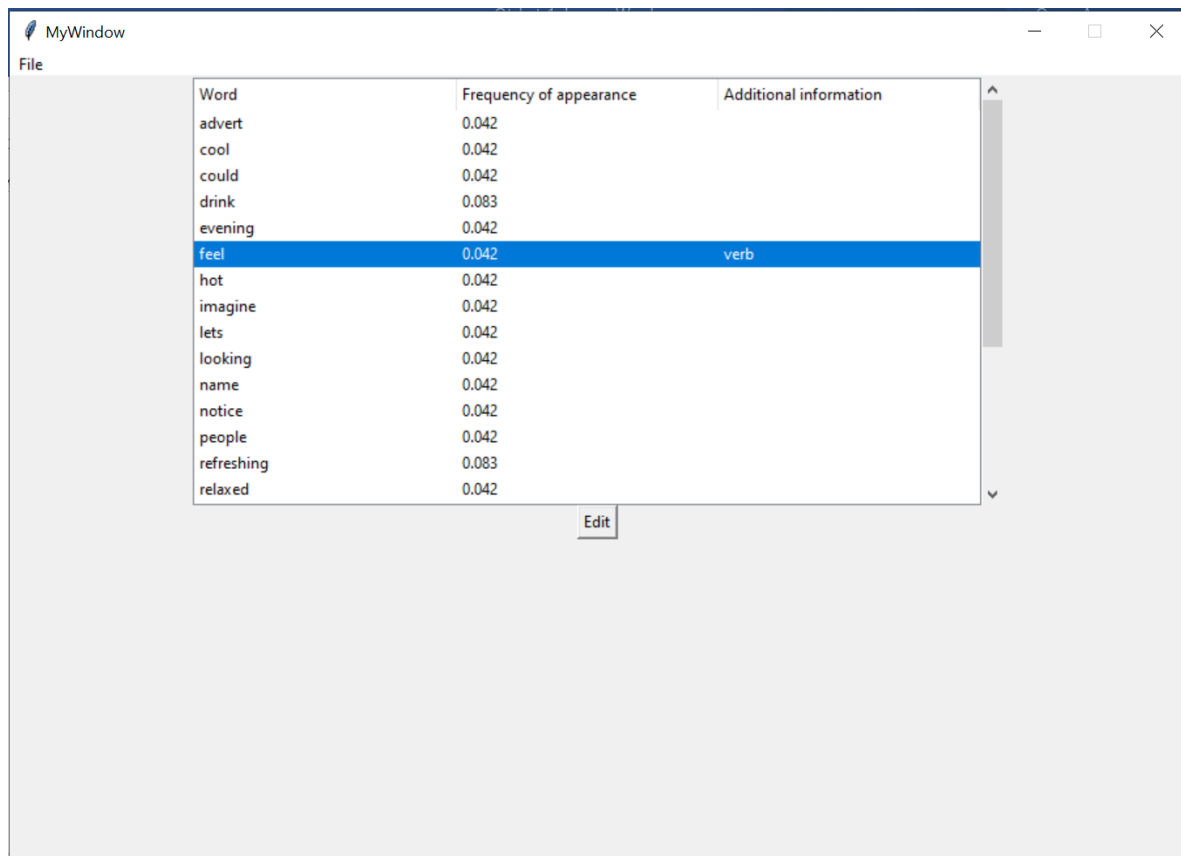 MyWindow
File
Word Frequency of appearance Additional information
advert 0.042
cool 0.042
could 0.042
drink 0.083
evening 0.042
feel 0.042 verb
hot 0.042
imagine 0.042
lets 0.042
looking 0.042
name 0.042
notice 0.042
people 0.042
refreshing 0.083
relaxed 0.042
Edit